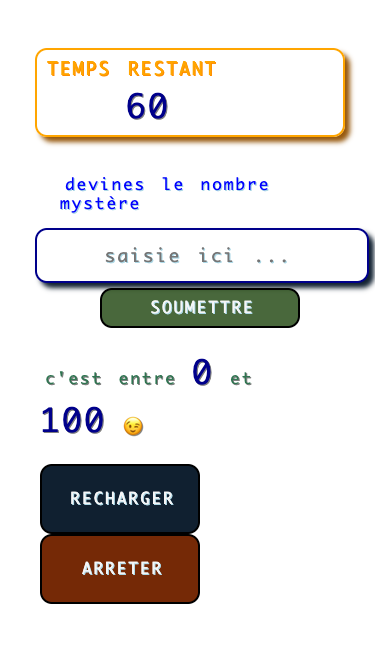 TEMPS RESTANT
60
devines le nombre
mystère
saisie ici ...
SOUMETTRE
c'est entre 0 et
100 😉
RECHARGER
ARRETER